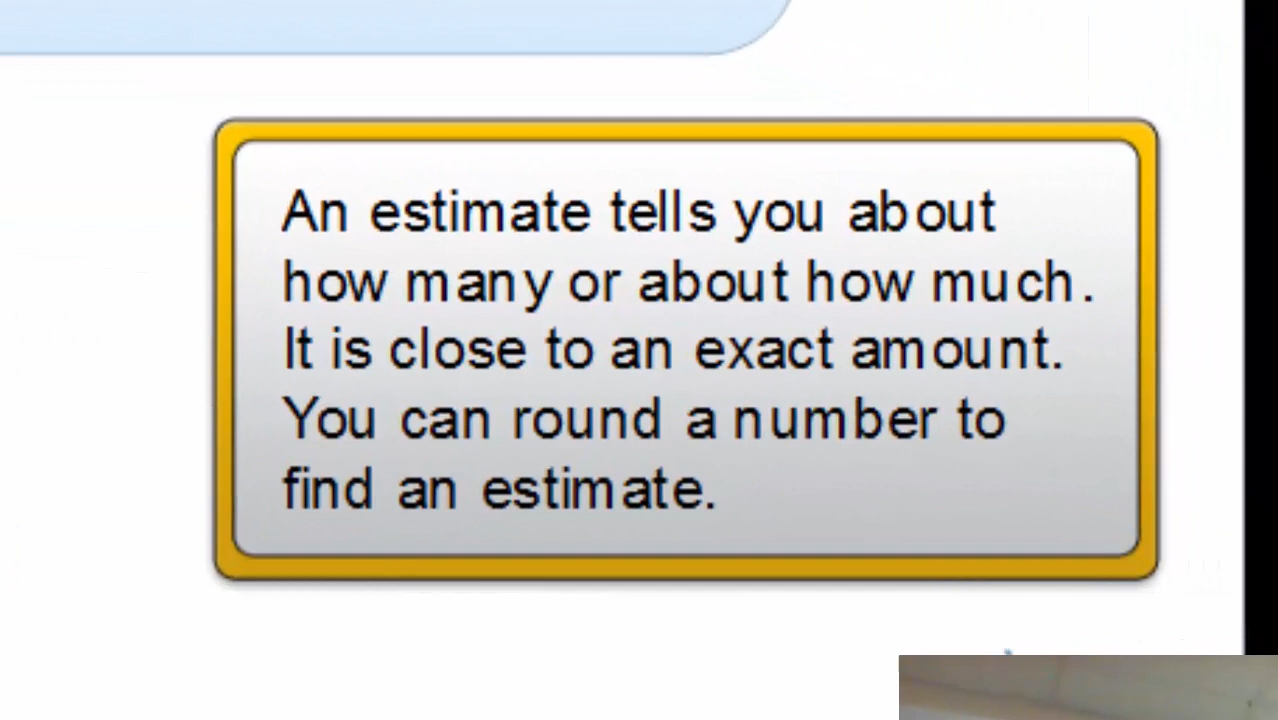 An estimate tells you about
how many or about how much.
It is close to an exact amount.
You can round a number to
find an estimate.